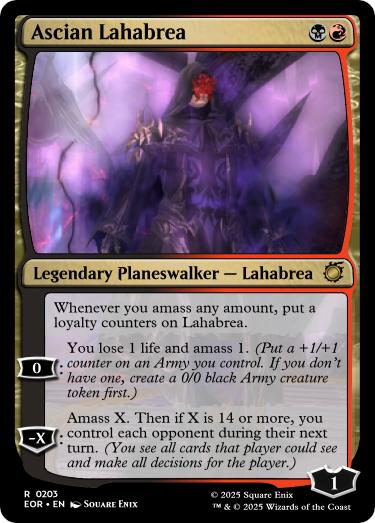 Ascian Lahabrea
Legendary Planeswalker — Lahabrea
Whenever you amass any amount, put a
loyalty counters on Lahabrea.
0
: You lose 1 life and amass 1. (Put a +1/+1
counter on an Army you control. If you don't
have one, create a 0/0 black Army creature
token first.)
-X
: Amass X. Then if X is 14 or more, you
control each opponent during their next
turn. (You see all cards that player could see
and make all decisions for the player.)
1
R 0203
EOR • EN SQUARE ENIX
© 2025 Square Enix
™ & © 2025 Wizards of the Coast